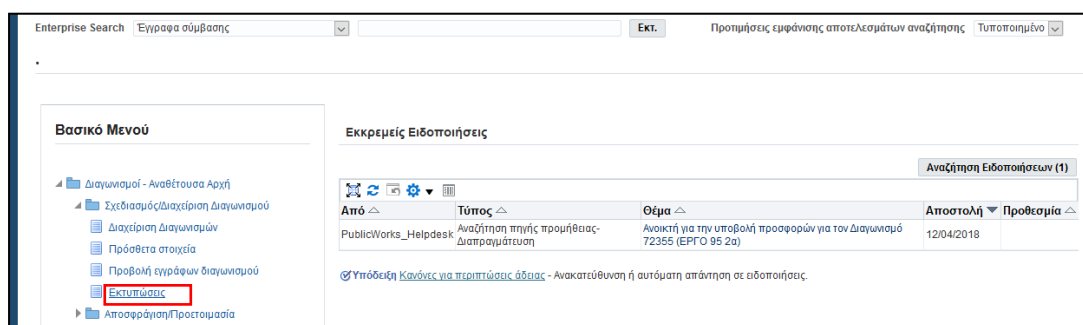 Enterprise Search Έγγραφα σύμβασης Εκτ. Προτιμήσεις εμφάνισης αποτελεσμάτων αναζήτησης Τυποποιημένο
.
Βασικό Μενού
Εκκρεμείς Ειδοποιήσεις
Αναζήτηση Ειδοποιήσεων (1)
Διαγωνισμοί - Αναθέτουσα Αρχή
Σχεδιασμός/Διαχείριση Διαγωνισμού
Διαχείριση Διαγωνισμών
Πρόσθετα στοιχεία
Προβολή εγγράφων διαγωνισμού
Εκτυπώσεις
Αποσφράγιση/Προετοιμασία
Από Τύπος Θέμα Αποστολή Προθεσμία
PublicWorks_Helpdesk Αναζήτηση πηγής προμήθειας- Ανοικτή για την υποβολή προσφορών για τον Διαγωνισμό 12/04/2018
Διαπραγμάτευση 72355 (ΕΡΓΟ 95 2α)
Υπόδειξη Κανόνες για περιπτώσεις άδειας - Ανακατεύθυνση ή αυτόματη απάντηση σε ειδοποιήσεις.